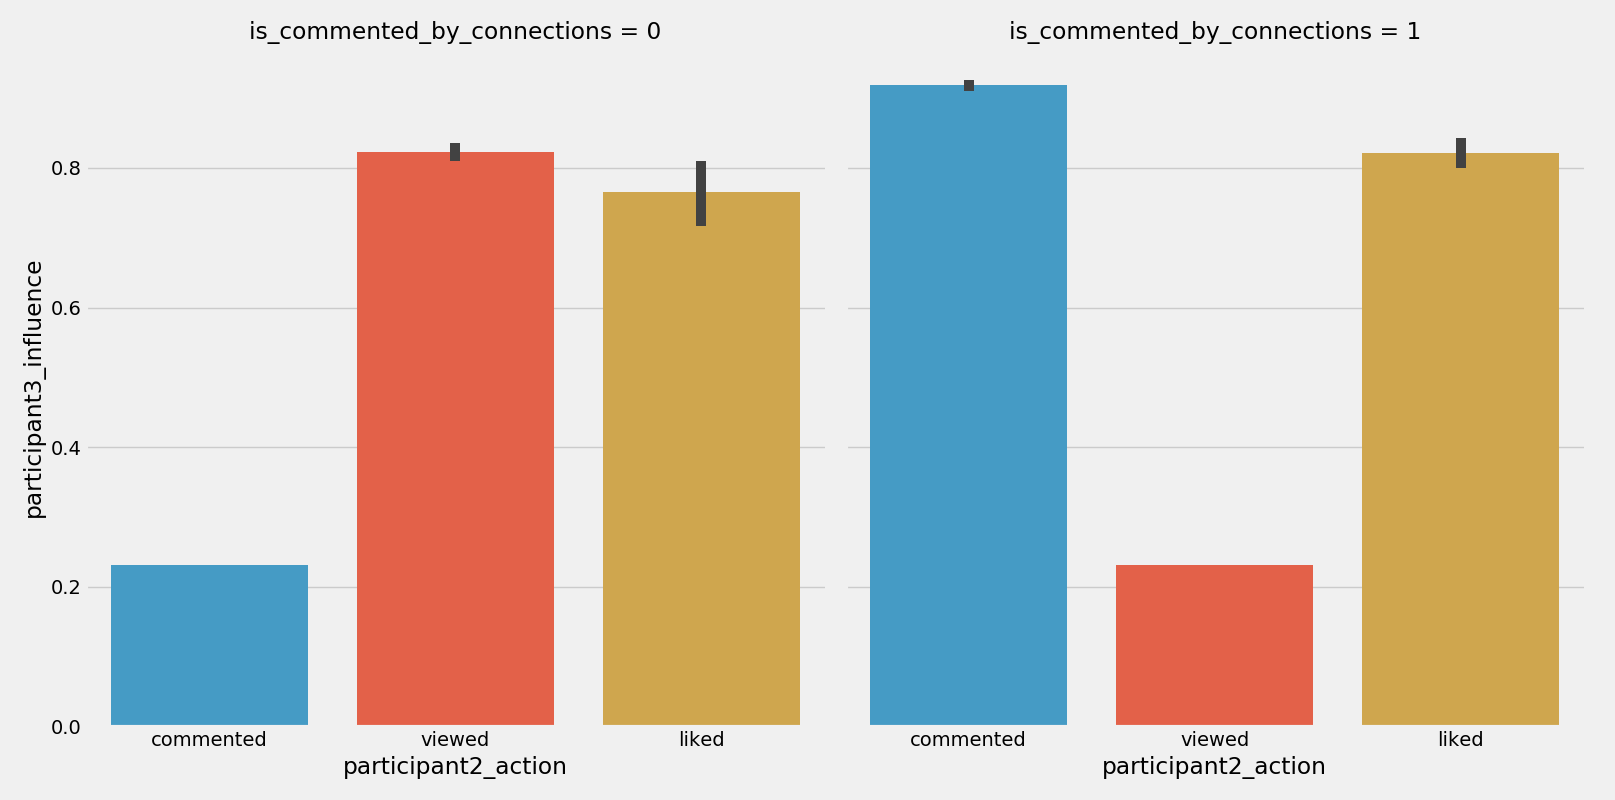 is_commented_by_connections = 0
is_commented_by_connections = 1
participant3_influence
0.8
0.6
0.4
0.2
0.0
commented viewed liked
commented viewed liked
participant2_action
participant2_action